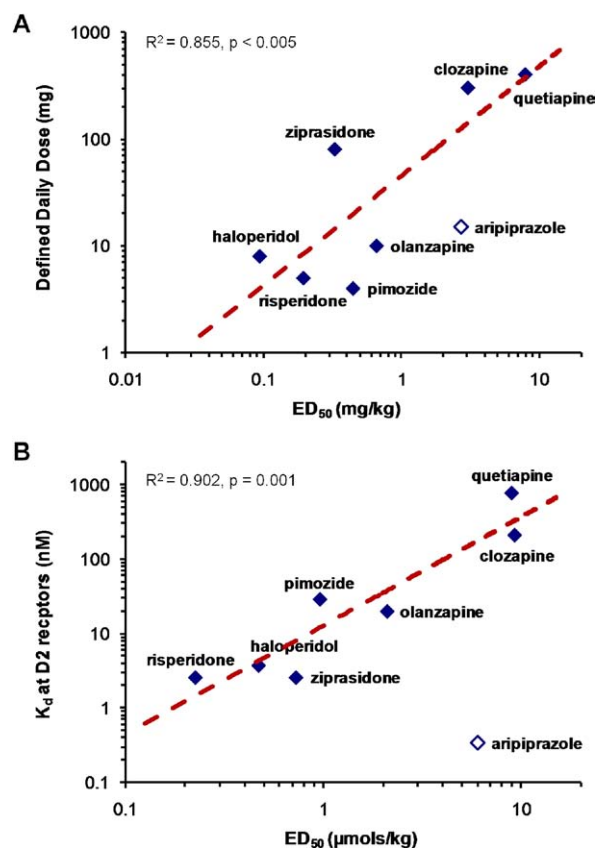 A
R² = 0.855, p < 0.005
Defined Daily Dose (mg)
1000
100
10
1
clozapine
quetiapine
ziprasidone
aripiprazole
haloperidol
olanzapine
risperidone
pimozide
0.01
0.1
1
10
ED₅₀ (mg/kg)
B
R² = 0.902, p = 0.001
K_d at D2 recptors (nM)
1000
100
10
1
0.1
quetiapine
clozapine
pimozide
olanzapine
haloperidol
risperidone
ziprasidone
aripiprazole
0.1
1
10
ED₅₀ (µmols/kg)